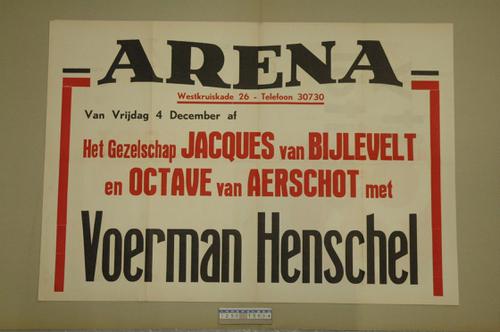 ARENA
Westkruiskade 26 - Telefoon 30730
Van Vrijdag 4 December af
Het Gezelschap JACQUES van BIJLEVELT
en OCTAVE van AERSCHOT met
Voerman Henschel